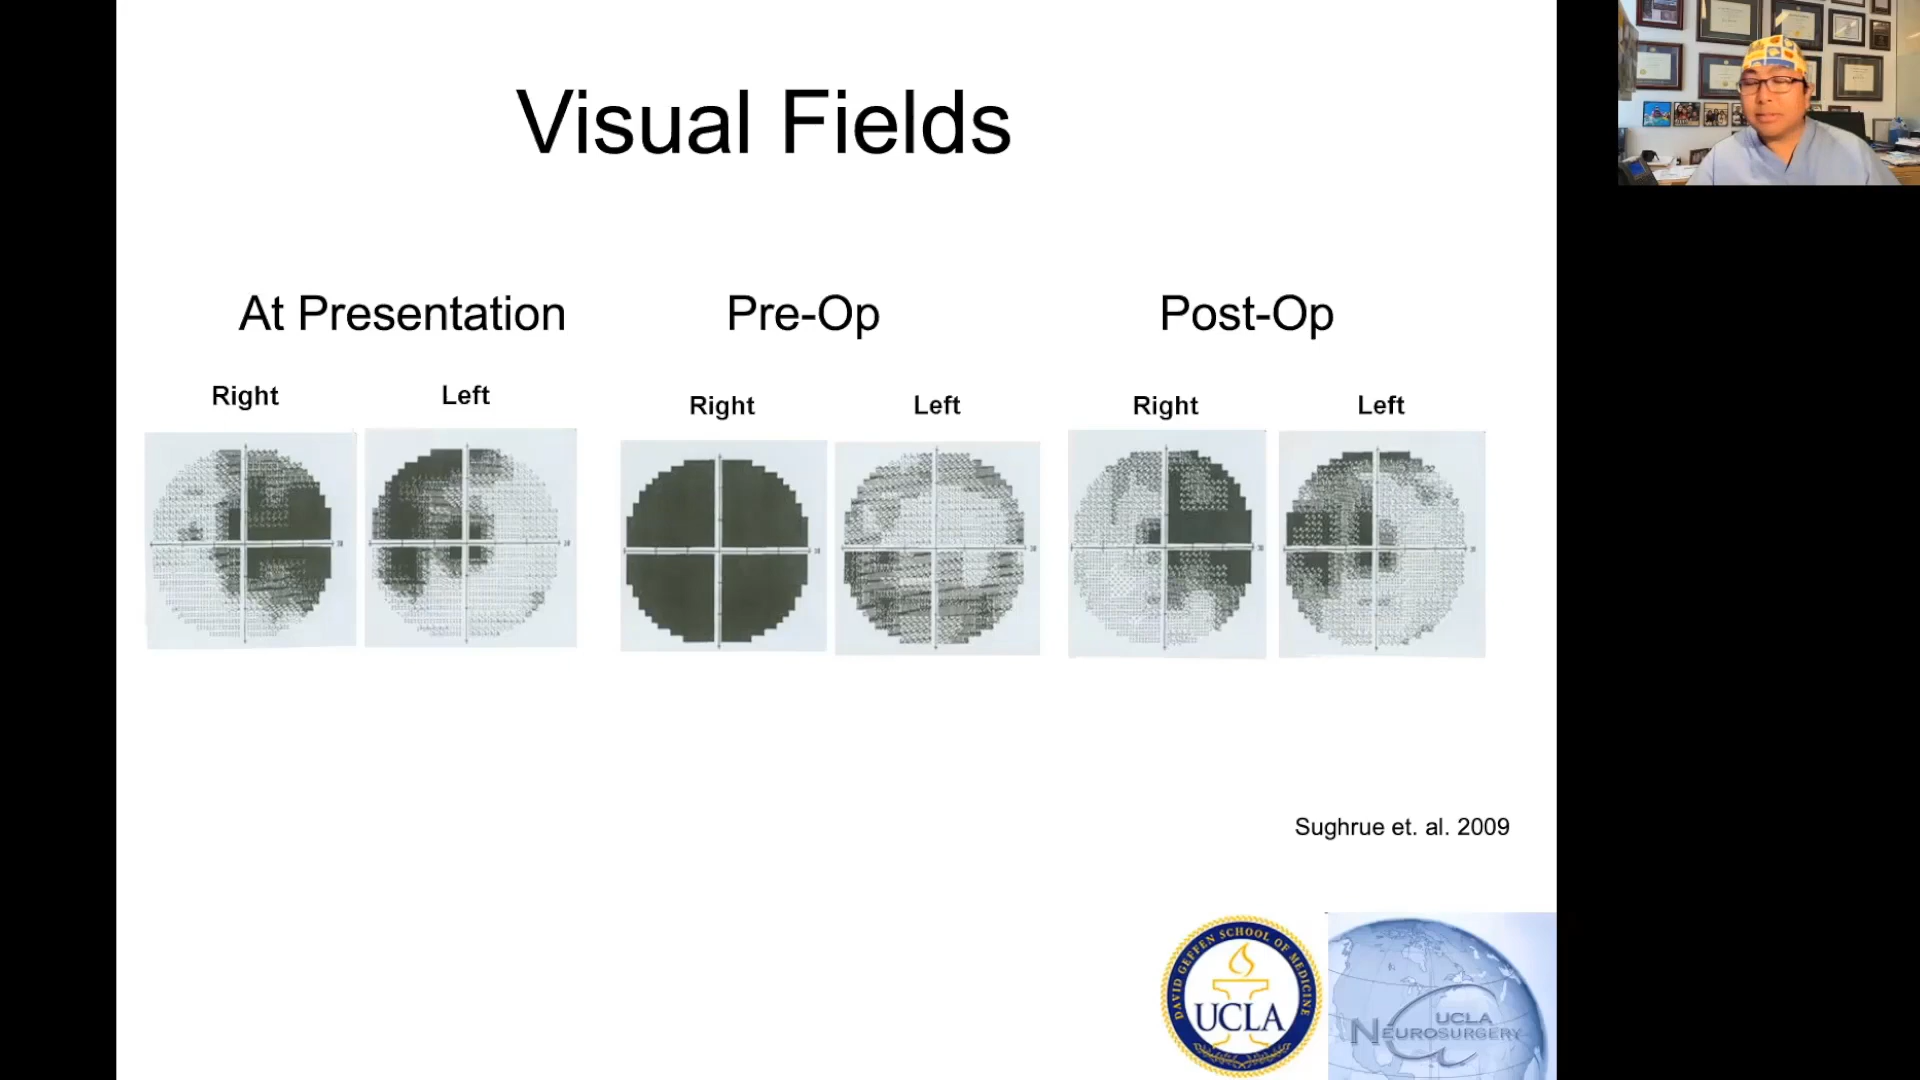 Visual Fields
At Presentation
Pre-Op
Post-Op
Right
Left
Right
Left
Right
Left
Sughrue et. al. 2009
DAVID GEFFEN SCHOOL OF MEDICINE
UCLA
UCLA
NEUROSURGERY